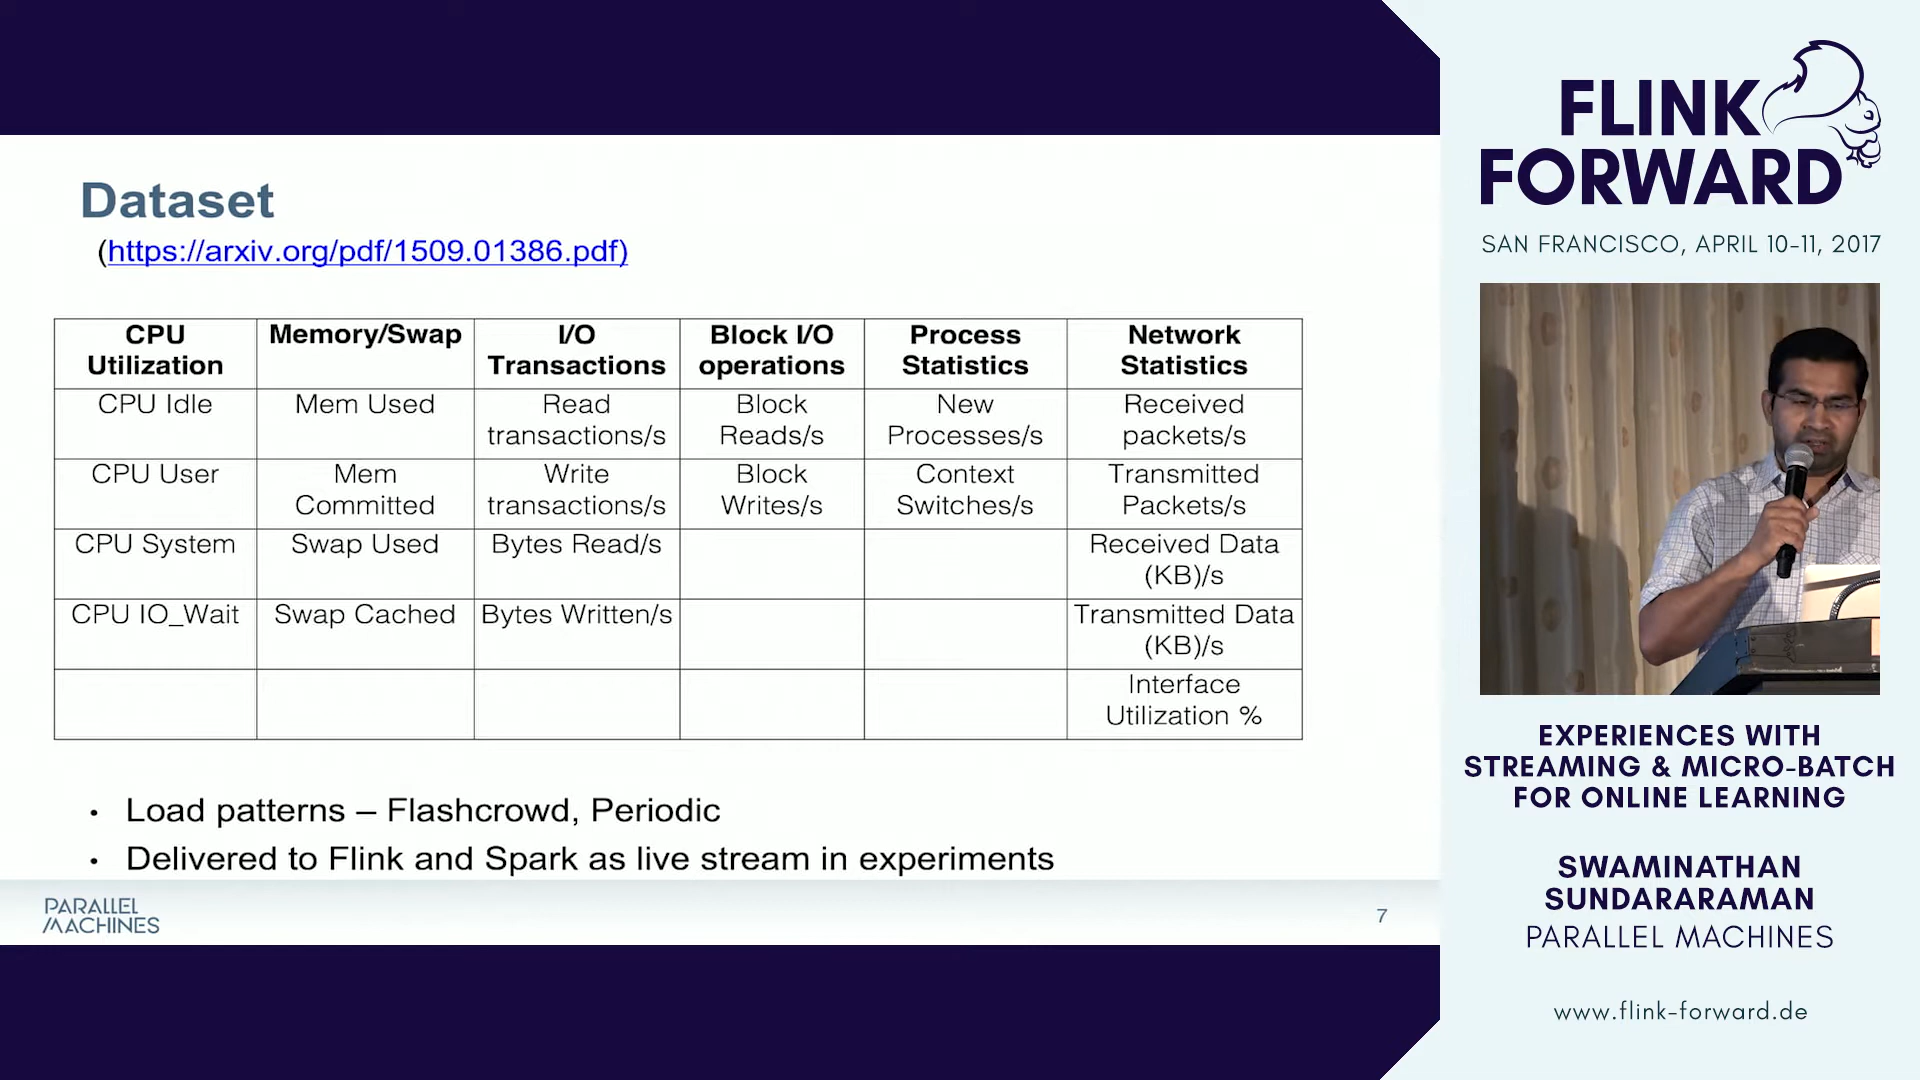 Dataset
(https://arxiv.org/pdf/1509.01386.pdf)
CPU Utilization Memory/Swap I/O Transactions Block I/O operations Process Statistics Network Statistics
CPU Idle Mem Used Read transactions/s Block Reads/s New Processes/s Received packets/s
CPU User Mem Committed Write transactions/s Block Writes/s Context Switches/s Transmitted Packets/s
CPU System Swap Used Bytes Read/s Received Data (KB)/s
CPU IO_Wait Swap Cached Bytes Written/s Transmitted Data (KB)/s
Interface Utilization %
• Load patterns – Flashcrowd, Periodic
• Delivered to Flink and Spark as live stream in experiments
PARALLEL
MACHINES
7
FLINK
FORWARD
SAN FRANCISCO, APRIL 10-11, 2017
EXPERIENCES WITH
STREAMING & MICRO-BATCH
FOR ONLINE LEARNING
SWAMINATHAN
SUNDARARAMAN
PARALLEL MACHINES
www.flink-forward.de